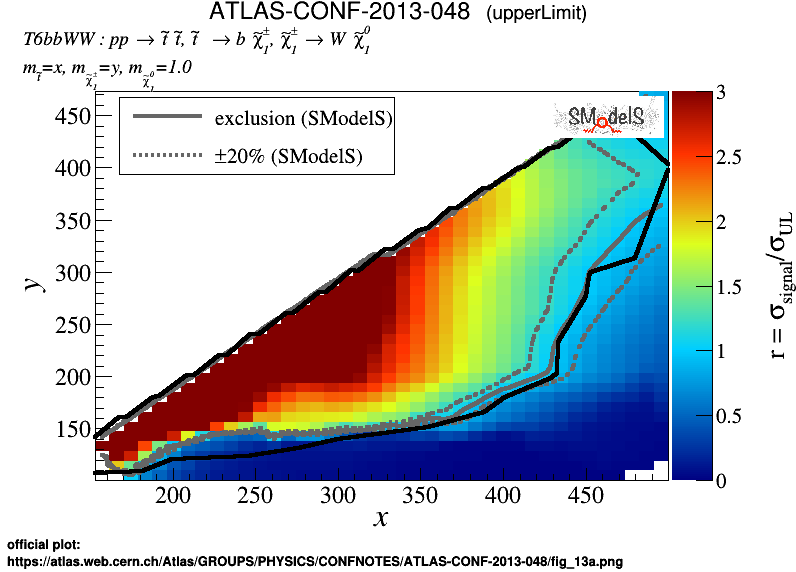 ATLAS-CONF-2013-048 (upperLimit)
T6bbWW : pp → t̃ t̃, t̃ → b χ̃₁±, χ̃₁± → W χ̃₁⁰
m_t̃=x, m_χ̃₁±=y, m_χ̃₁⁰=1.0
SModelS
exclusion (SModelS)
±20% (SModelS)
450
400
350
300
250
200
150
y
200 250 300 350 400 450
x
3
2.5
2
1.5
1
0.5
0
r = σ_signal/σ_UL
official plot:
https://atlas.web.cern.ch/Atlas/GROUPS/PHYSICS/CONFNOTES/ATLAS-CONF-2013-048/fig_13a.png